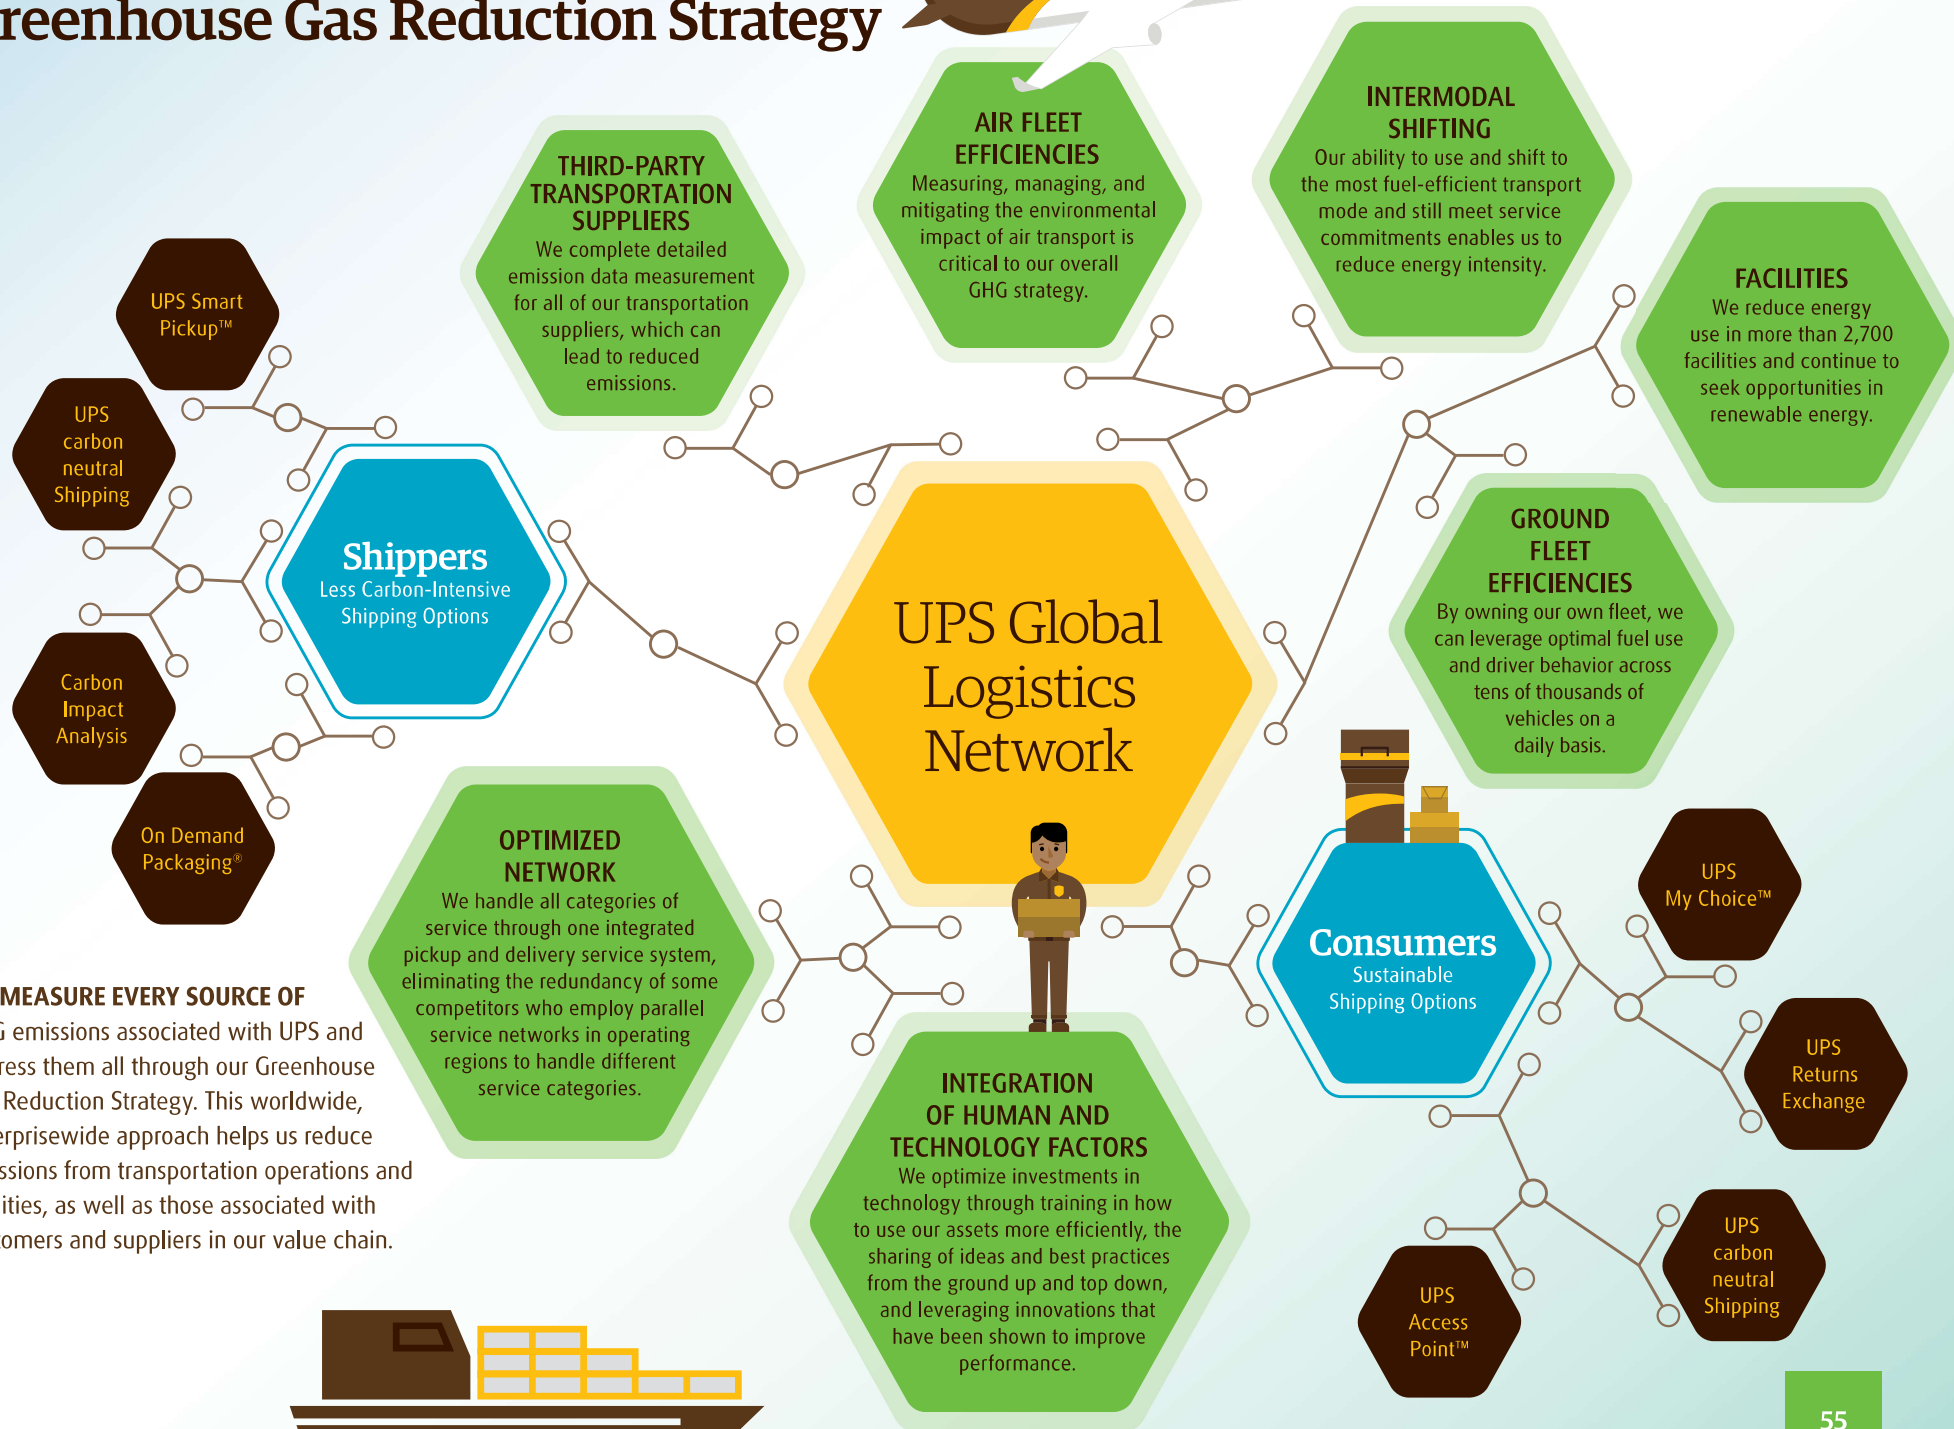 reenhouse Gas Reduction Strategy
THIRD-PARTY
TRANSPORTATION
SUPPLIERS
We complete detailed
emission data measurement
for all of our transportation
suppliers, which can
lead to reduced
emissions.
AIR FLEET
EFFICIENCIES
Measuring, managing, and
mitigating the environmental
impact of air transport is
critical to our overall
GHG strategy.
INTERMODAL
SHIFTING
Our ability to use and shift to
the most fuel-efficient transport
mode and still meet service
commitments enables us to
reduce energy intensity.
FACILITIES
We reduce energy
use in more than 2,700
facilities and continue to
seek opportunities in
renewable energy.
UPS Smart
Pickup™
UPS
carbon
neutral
Shipping
Carbon
Impact
Analysis
On Demand
Packaging®
Shippers
Less Carbon-Intensive
Shipping Options
UPS Global
Logistics
Network
GROUND
FLEET
EFFICIENCIES
By owning our own fleet, we
can leverage optimal fuel use
and driver behavior across
tens of thousands of
vehicles on a
daily basis.
OPTIMIZED
NETWORK
We handle all categories of
service through one integrated
pickup and delivery service system,
eliminating the redundancy of some
competitors who employ parallel
service networks in operating
regions to handle different
service categories.
INTEGRATION
OF HUMAN AND
TECHNOLOGY FACTORS
We optimize investments in
technology through training in how
to use our assets more efficiently, the
sharing of ideas and best practices
from the ground up and top down,
and leveraging innovations that
have been shown to improve
performance.
Consumers
Sustainable
Shipping Options
UPS
My Choice™
UPS
Returns
Exchange
UPS
carbon
neutral
Shipping
UPS
Access
Point™
MEASURE EVERY SOURCE OF
G emissions associated with UPS and
ress them all through our Greenhouse
Reduction Strategy. This worldwide,
erprisewide approach helps us reduce
ssions from transportation operations and
ities, as well as those associated with
tomers and suppliers in our value chain.
55